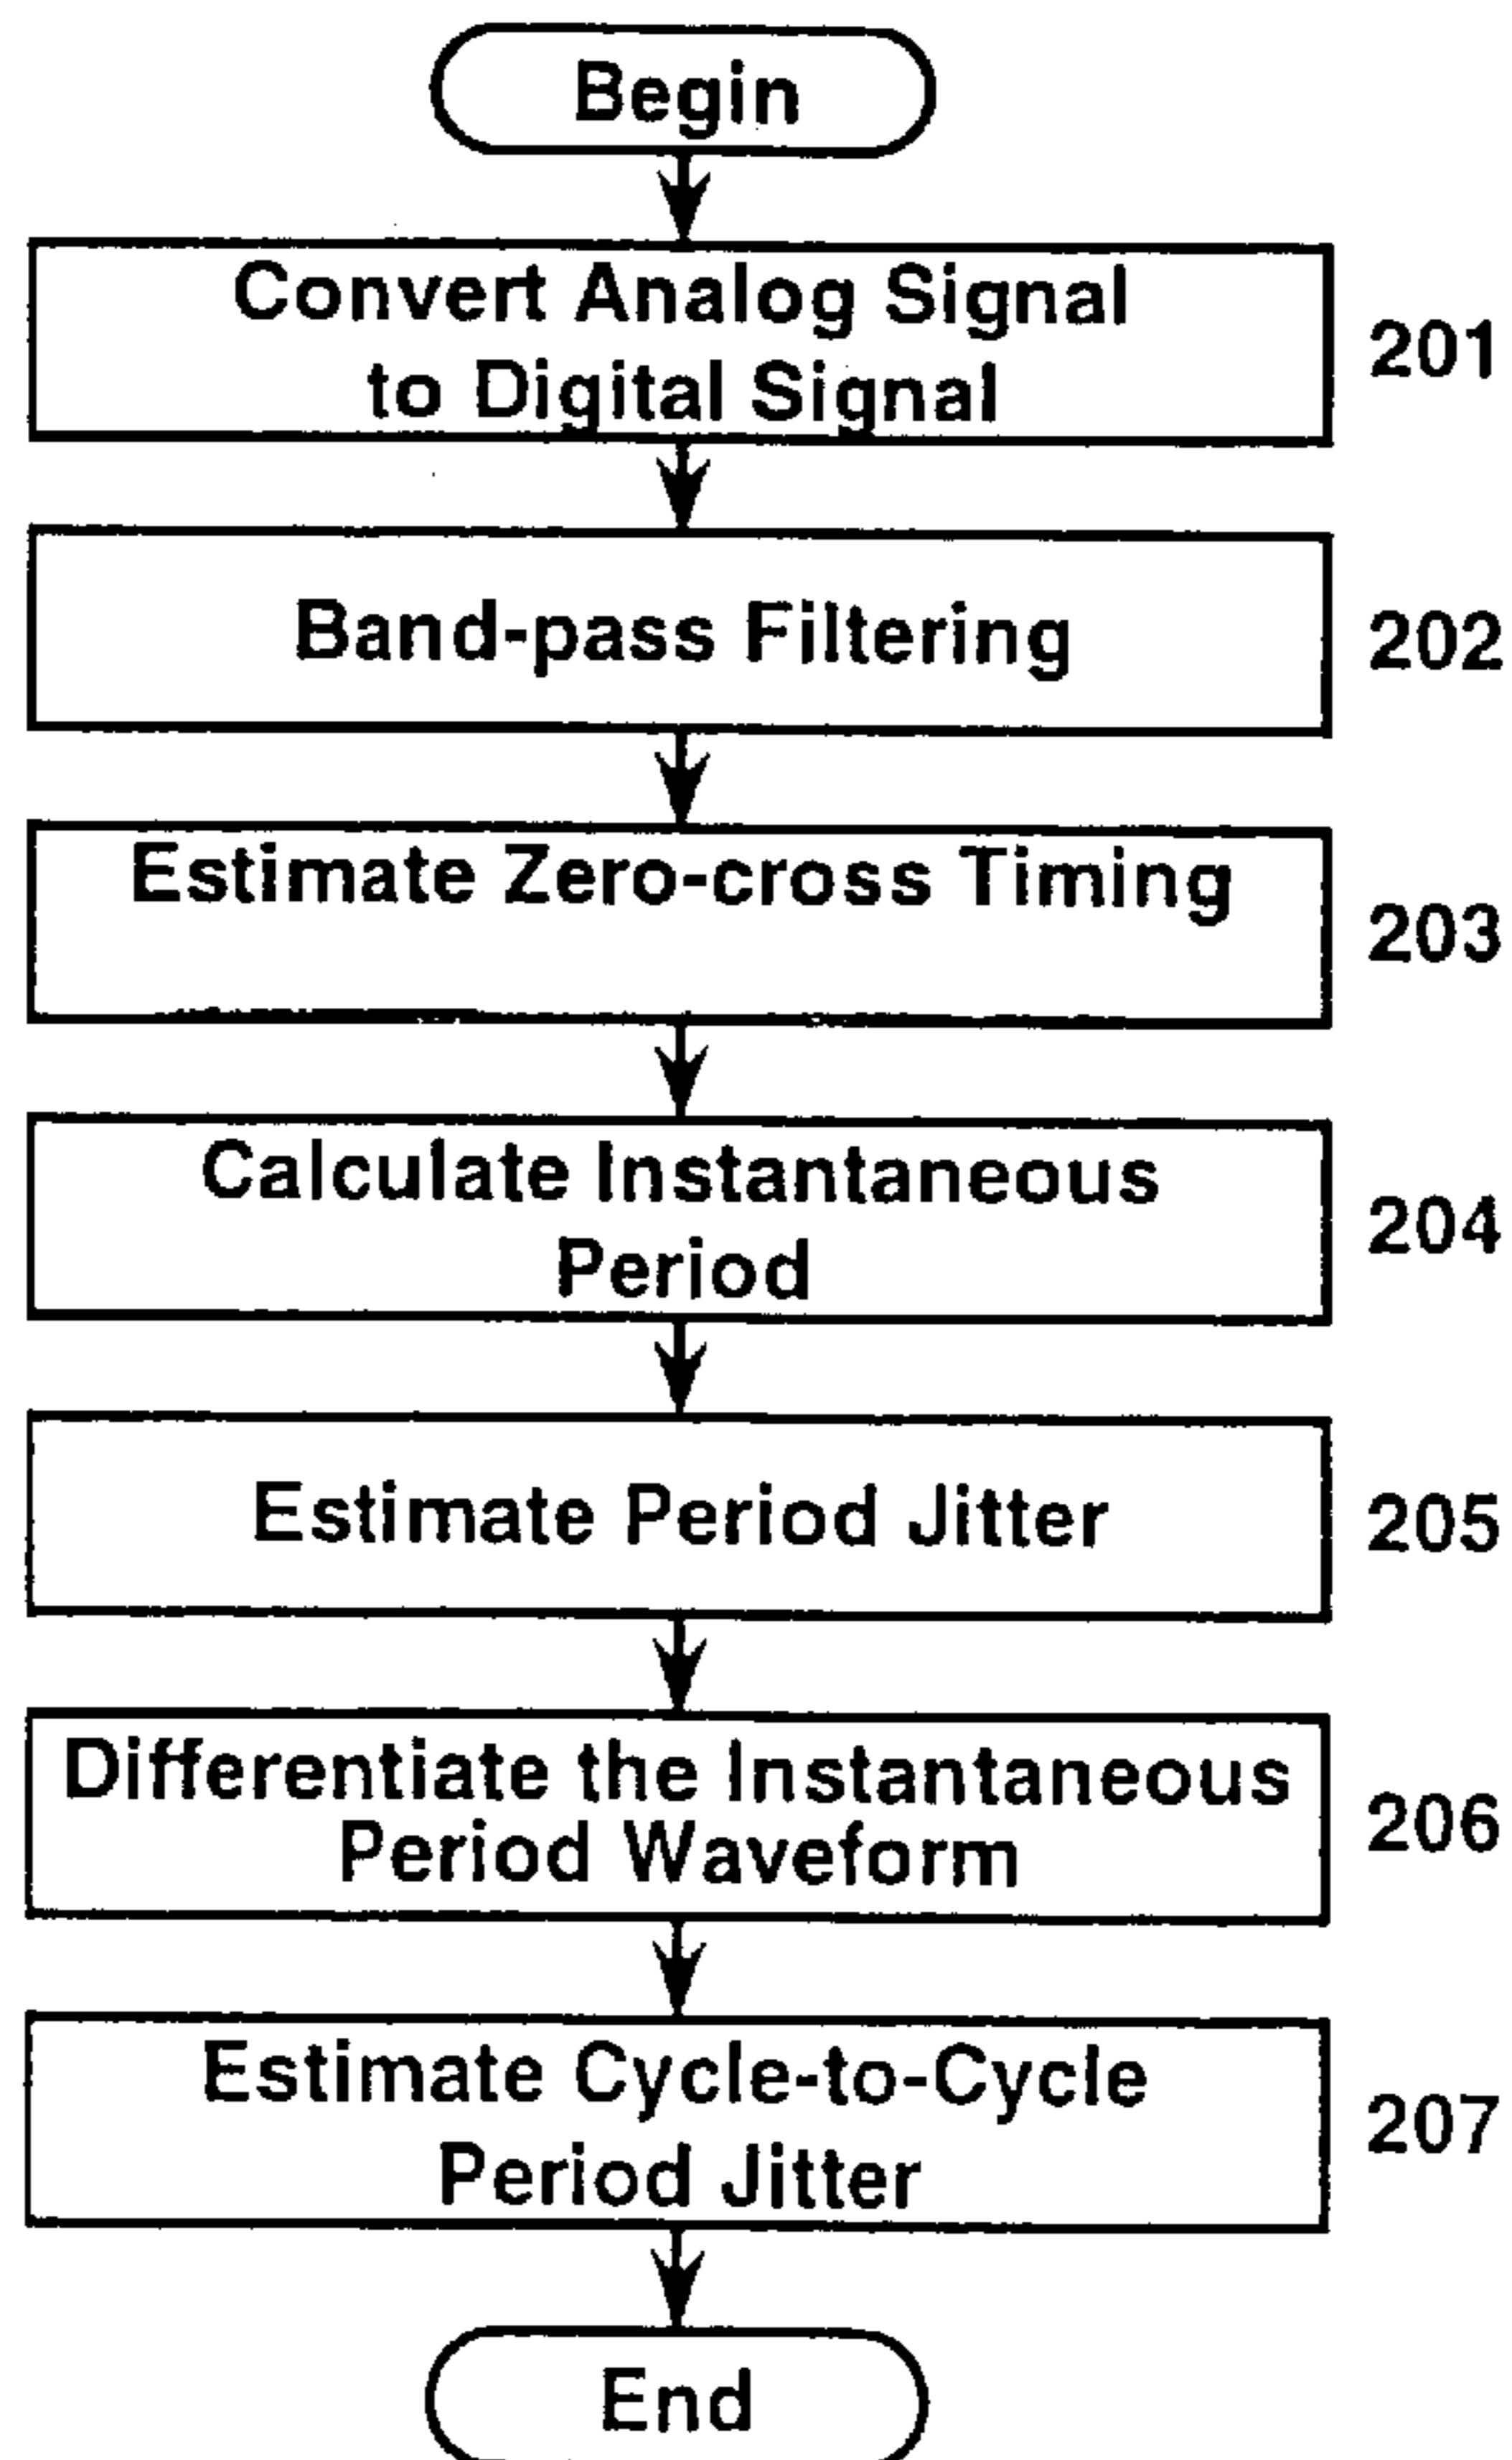 Begin
Convert Analog Signal
to Digital Signal
201
Band-pass Filtering
202
Estimate Zero-cross Timing
203
Calculate Instantaneous
Period
204
Estimate Period Jitter
205
Differentiate the Instantaneous
Period Waveform
206
Estimate Cycle-to-Cycle
Period Jitter
207
End